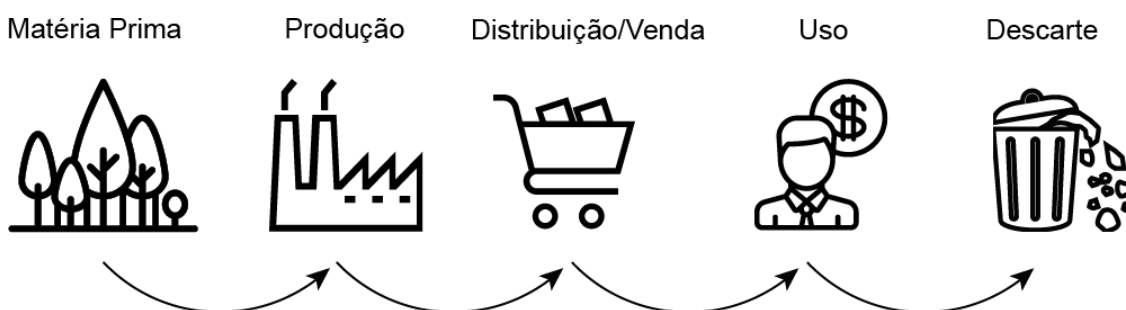 Matéria Prima
Produção
Distribuição/Venda
Uso
Descarte
$